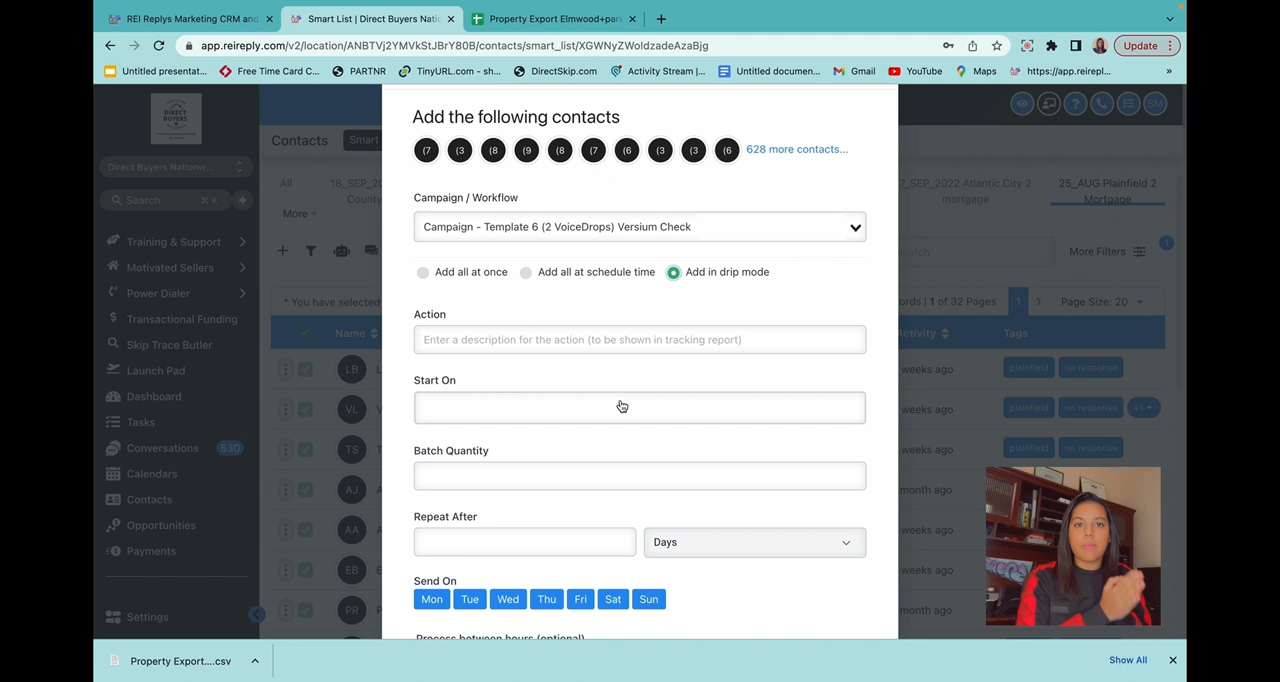 REI Replys Marketing CRM and
Smart List | Direct Buyers Natio
Property Export Elmwood+par
app.reireply.com/v2/location/ANBTVj2YMVkStJBrY80B/contacts/smart_list/XGWNyZWoIdzadeAzaBjg
Update
Untitled presentat...
Free Time Card C...
PARTNR
TinyURL.com - sh...
DirectSkip.com
Activity Stream |...
Untitled documen...
Gmail
YouTube
Maps
https://app.reirepl...
»
DIRECT
BUYERS
Direct Buyers Nationw...
Search ⌘ K
Training & Support
Motivated Sellers
Power Dialer
Transactional Funding
Skip Trace Butler
Launch Pad
Dashboard
Tasks
Conversations 530
Calendars
Contacts
Opportunities
Payments
Settings
Contacts
Smart
All
18_SEP_20
County
More
7_SEP_2022 Atlantic City 2
mortgage
25_AUG Plainfield 2
Mortgage
SM
earch
More Filters
1
* You have selected
ords | 1 of 32 Pages
1
Page Size: 20
Name
ctivity
Tags
LB
L
weeks ago
plainfield
no response
VL
V
weeks ago
plainfield
no response
+1
TS
weeks ago
plainfield
no response
AJ
A
month ago
AA
A
weeks ago
EB
E
weeks ago
PR
P
month ago
Add the following contacts
(7
(3
(8
(9
(8
(7
(6
(3
(3
(6
628 more contacts...
Campaign / Workflow
Campaign - Template 6 (2 VoiceDrops) Versium Check
Add all at once
Add all at schedule time
Add in drip mode
Action
Enter a description for the action (to be shown in tracking report)
Start On
Batch Quantity
Repeat After
Days
Send On
Mon
Tue
Wed
Thu
Fri
Sat
Sun
Process between hours (optional)
Property Export....csv
Show All